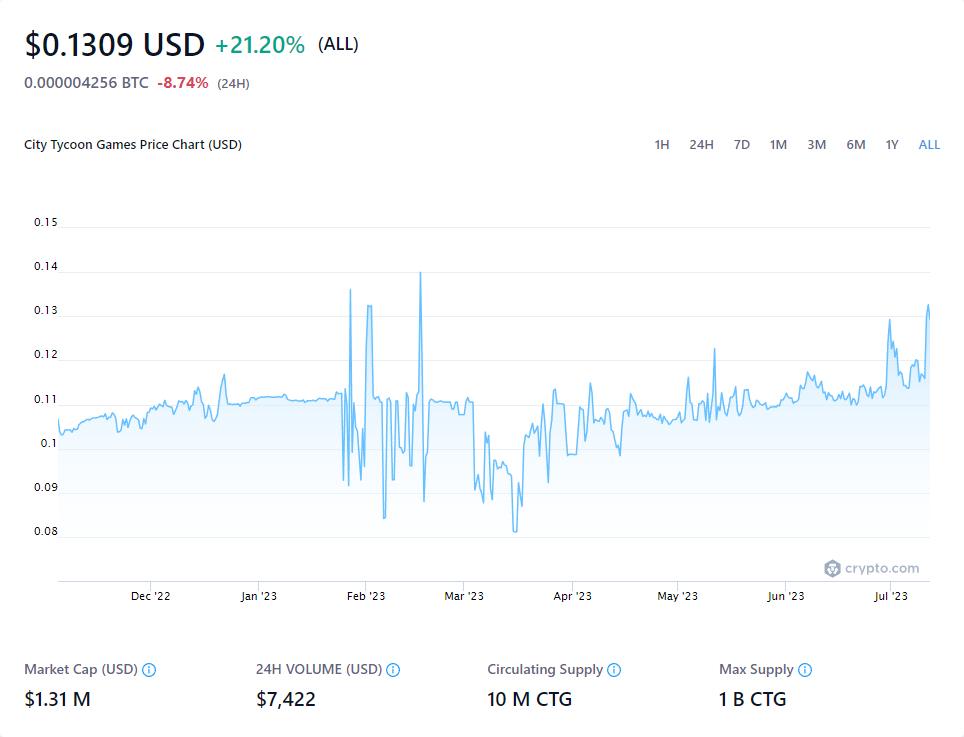 $0.1309 USD +21.20% (ALL)
0.000004256 BTC -8.74% (24H)
City Tycoon Games Price Chart (USD) 1H 24H 7D 1M 3M 6M 1Y ALL
0.15
0.14
0.13
0.12
0.11
0.1
0.09
0.08
crypto.com
Dec '22 Jan '23 Feb '23 Mar '23 Apr '23 May '23 Jun '23 Jul '23
Market Cap (USD) 24H VOLUME (USD) Circulating Supply Max Supply
$1.31 M $7,422 10 M CTG 1 B CTG